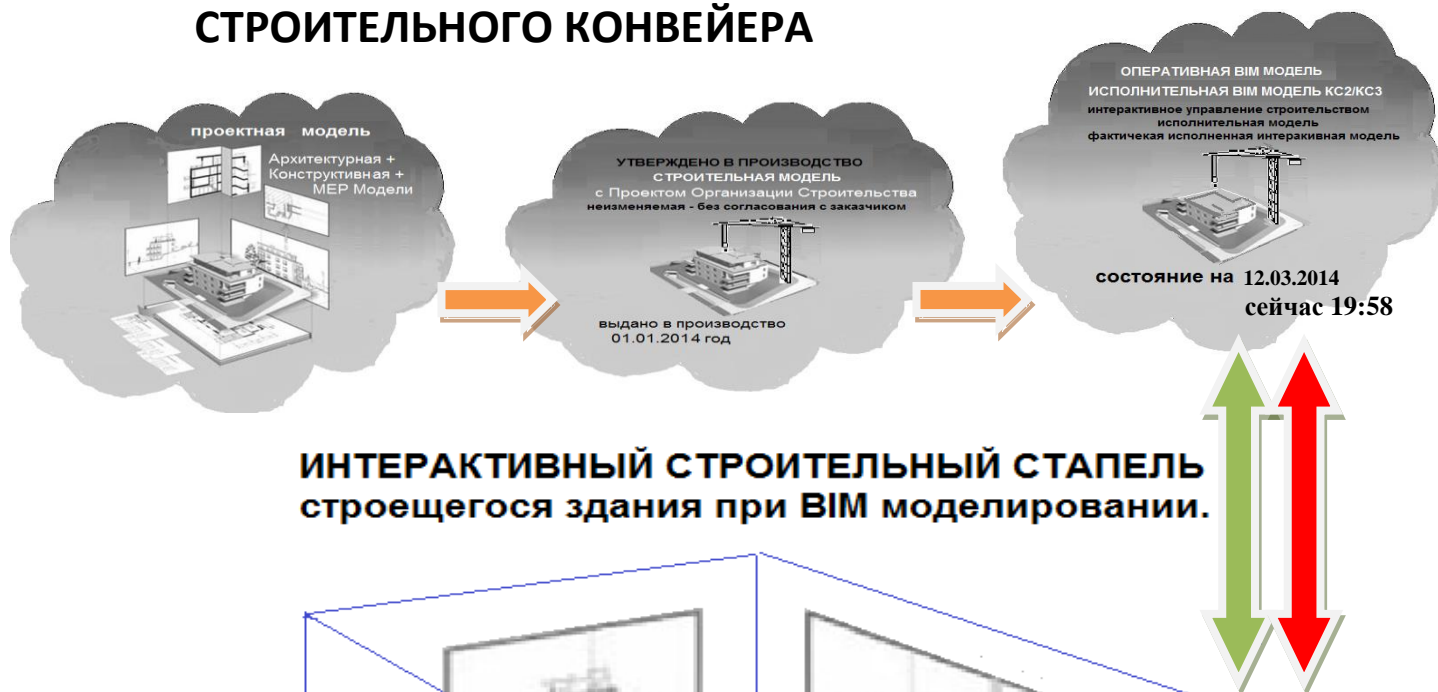 СТРОИТЕЛЬНОГО КОНВЕЙЕРА
проектная модель
Архитектурная +
Конструктивная +
МЕР Модели
УТВЕРЖДЕНО В ПРОИЗВОДСТВО
СТРОИТЕЛЬНАЯ МОДЕЛЬ
с Проектом Организации Строительства
неизменяемая - без согласования с заказчиком
выдано в производство
01.01.2014 год
ОПЕРАТИВНАЯ BIM МОДЕЛЬ
ИСПОЛНИТЕЛЬНАЯ BIM МОДЕЛЬ КС2/КС3
интерактивное управление строительством
исполнительная модель
фактичекая исполненная интеракивная модель
состояние на 12.03.2014
сейчас 19:58
ИНТЕРАКТИВНЫЙ СТРОИТЕЛЬНЫЙ СТАПЕЛЬ
строещегося здания при BIM моделировании.